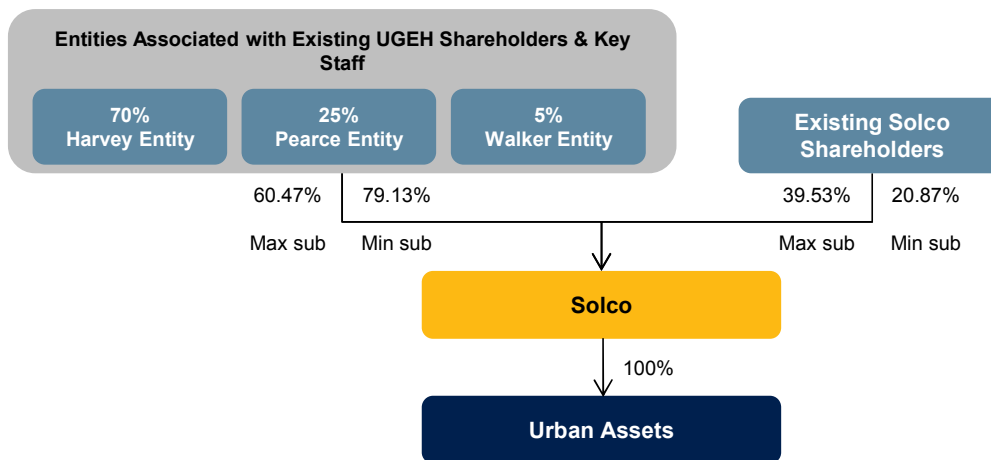 Entities Associated with Existing UGEH Shareholders & Key
Staff
70%
Harvey Entity
25%
Pearce Entity
5%
Walker Entity
Existing Solco
Shareholders
60.47%
79.13%
39.53%
20.87%
Max sub
Min sub
Max sub
Min sub
Solco
100%
Urban Assets